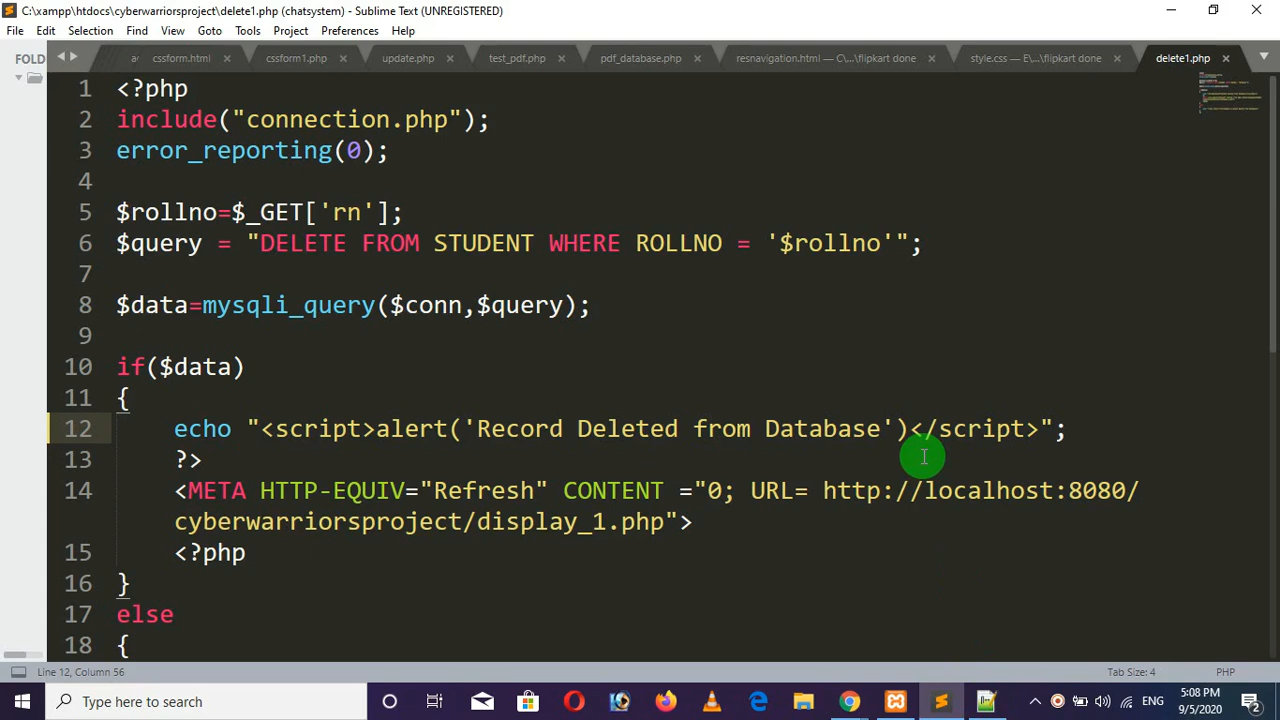 C:\xampp\htdocs\cyberwarriorsproject\delete1.php (chatsystem) - Sublime Text (UNREGISTERED)
File Edit Selection Find View Goto Tools Project Preferences Help
FOLD
cssform.html
cssform1.php
update.php
test_pdf.php
pdf_database.php
resnavigation.html — C\...\flipkart done
style.css — E\...\flipkart done
delete1.php
1 <?php
2 include("connection.php");
3 error_reporting(0);
4
5 $rollno=$_GET['rn'];
6 $query = "DELETE FROM STUDENT WHERE ROLLNO = '$rollno'";
7
8 $data=mysqli_query($conn,$query);
9
10 if($data)
11 {
12 echo "<script>alert('Record Deleted from Database')</script>";
13 ?>
14 <META HTTP-EQUIV="Refresh" CONTENT ="0; URL= http://localhost:8080/
cyberwarriorsproject/display_1.php">
15 <?php
16 }
17 else
18 {
Line 12, Column 56
Tab Size: 4
PHP
Type here to search
ENG
5:08 PM
9/5/2020
2